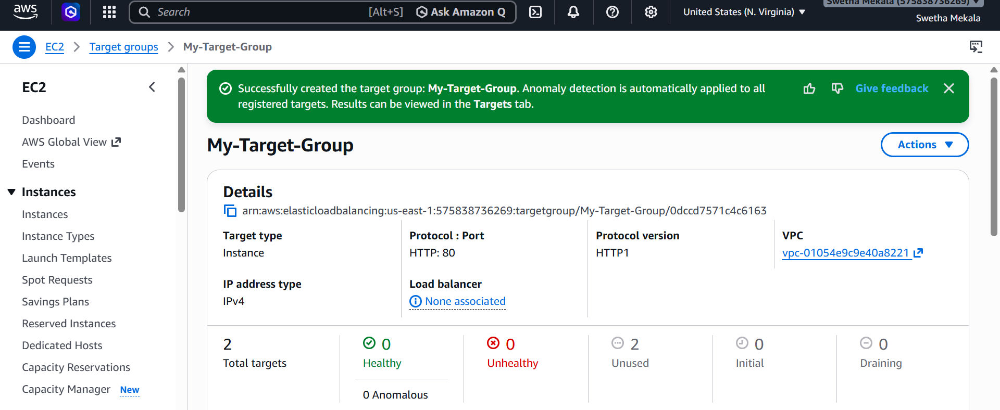 aws
Search
[Alt+S]
Ask Amazon Q
United States (N. Virginia)
Swetha Mekala (575838736269)
Swetha Mekala
EC2
Target groups
My-Target-Group
EC2
Dashboard
AWS Global View
Events
Instances
Instances
Instance Types
Launch Templates
Spot Requests
Savings Plans
Reserved Instances
Dedicated Hosts
Capacity Reservations
Capacity Manager New
Successfully created the target group: My-Target-Group. Anomaly detection is automatically applied to all
registered targets. Results can be viewed in the Targets tab.
Give feedback
My-Target-Group
Actions
Details
arn:aws:elasticloadbalancing:us-east-1:575838736269:targetgroup/My-Target-Group/0dccd7571c4c6163
Target type
Instance
Protocol : Port
HTTP: 80
Protocol version
HTTP1
VPC
vpc-01054e9c9e40a8221
IP address type
IPv4
Load balancer
None associated
2
Total targets
0
Healthy
0 Anomalous
0
Unhealthy
2
Unused
0
Initial
0
Draining